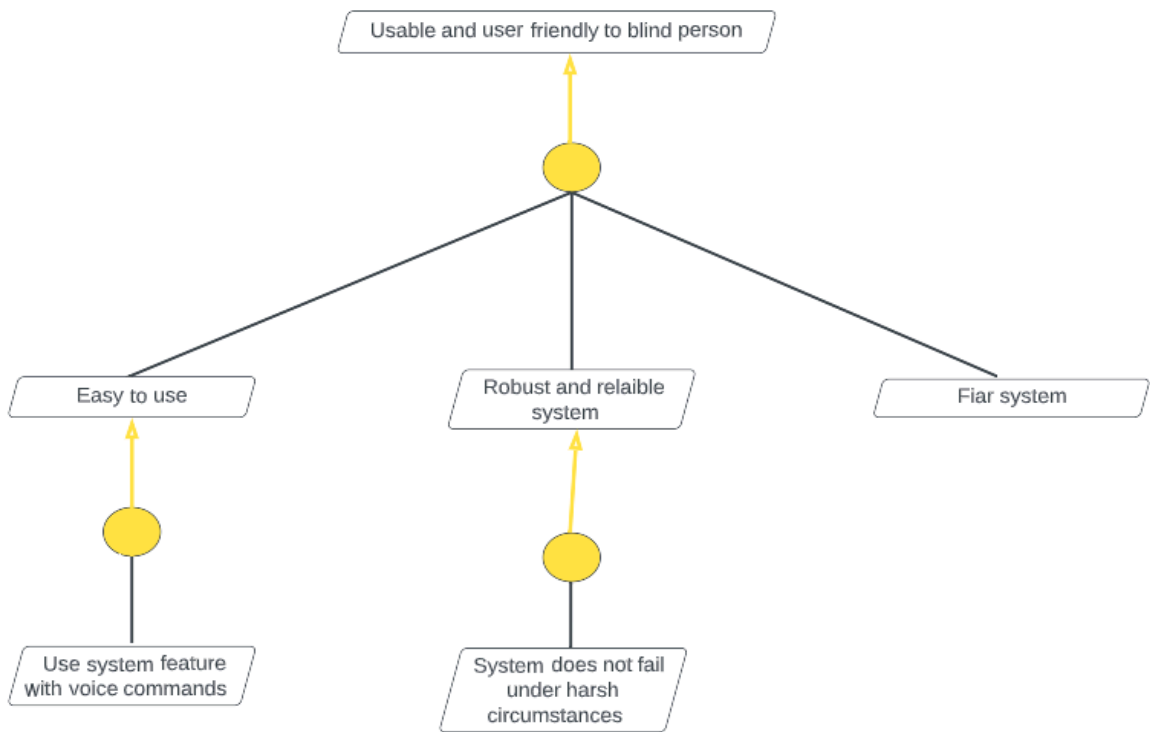 Usable and user friendly to blind person
Easy to use
Robust and relaible
system
Fiar system
Use system feature
with voice commands
System does not fail
under harsh
circumstances